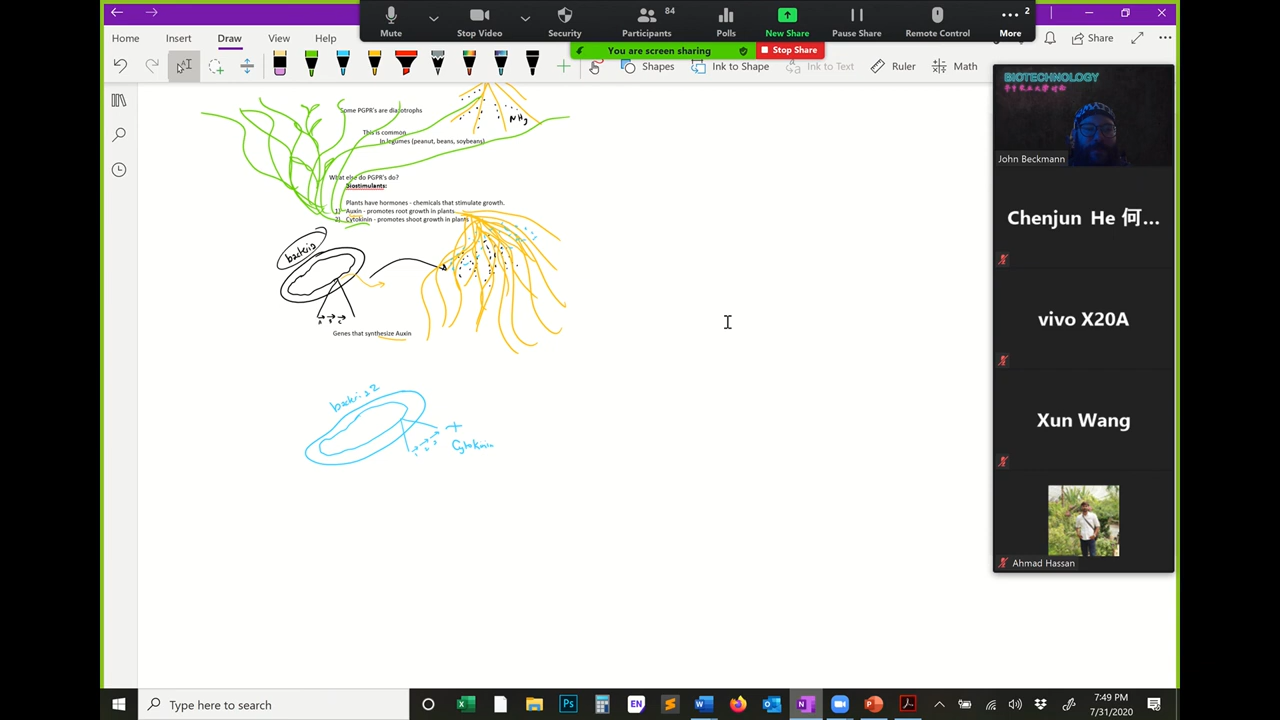 Mute
Stop Video
Security
84
Participants
Polls
New Share
Pause Share
Remote Control
2
More
You are screen sharing
Stop Share
Home
Insert
Draw
View
Help
Share
Shapes
Ink to Shape
Ink to Text
Ruler
Math
Some PGPR's are diazotrophs
This is common
In legumes (peanut, beans, soybeans)
NH3
What else do PGPR's do?
Biostimulants:
Plants have hormones - chemicals that stimulate growth.
1) Auxin - promotes root growth in plants
2) Cytokinin - promotes shoot growth in plants
A B C
Genes that synthesize Auxin
1 2 3
Cytokinin
BIOTECHNOLOGY
John Beckmann
Chenjun He 何...
vivo X20A
Xun Wang
Ahmad Hassan
Type here to search
EN
7:49 PM
7/31/2020